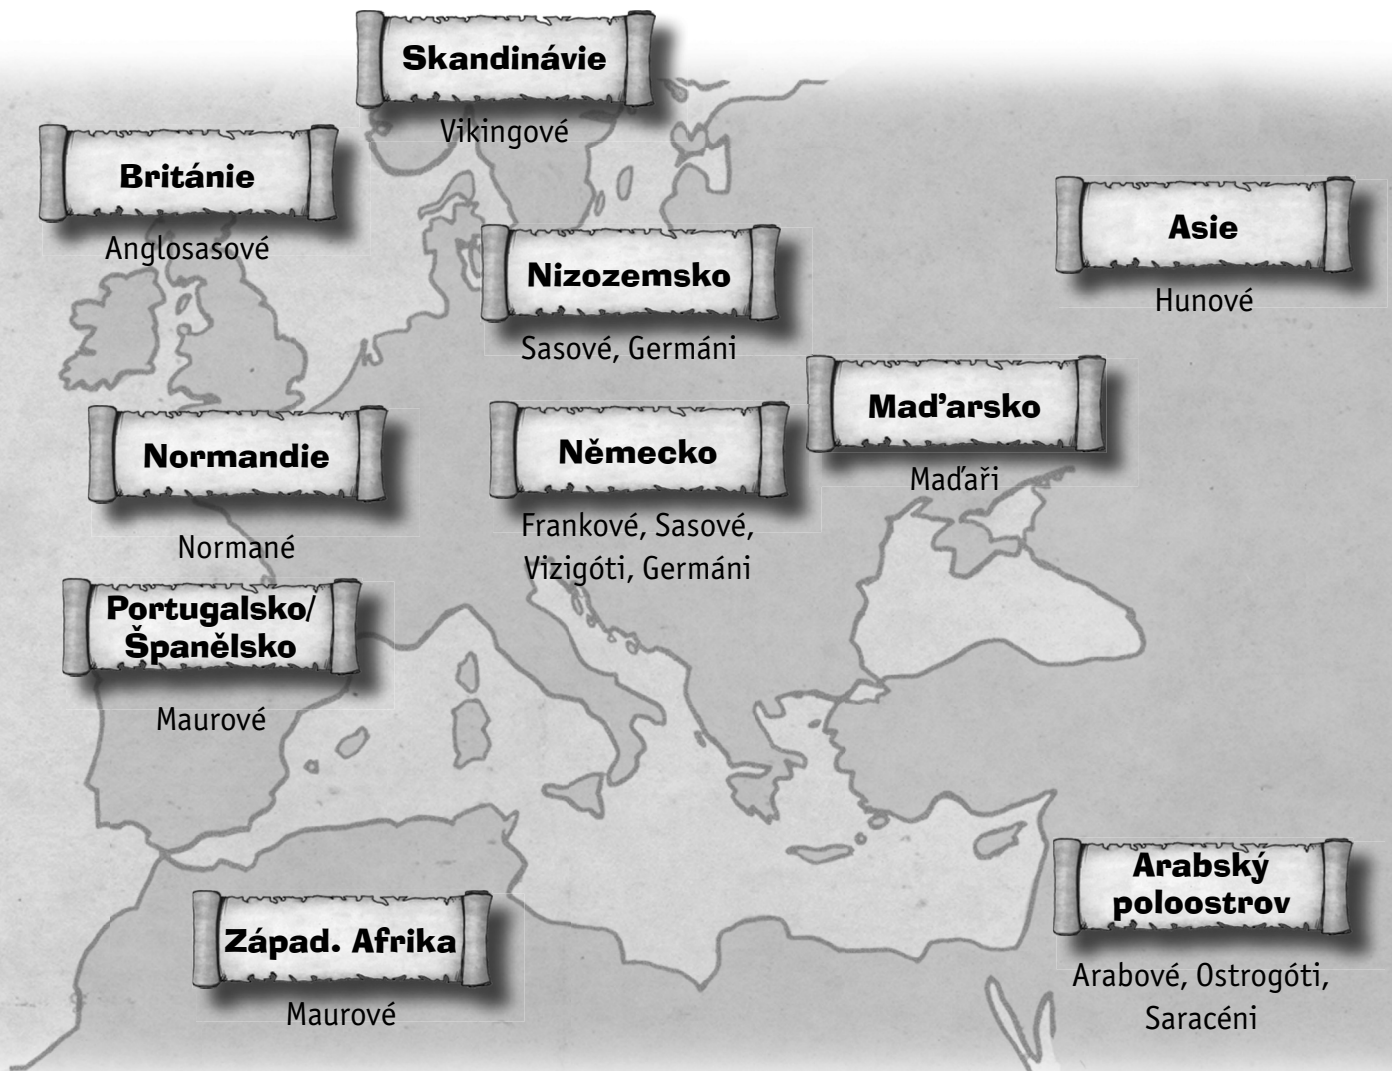 Skandinávie
Vikingové
Británie
Anglosasové
Asie
Hunové
Nizozemsko
Sasové, Germáni
Maďarsko
Maďaři
Normandie
Normané
Německo
Frankové, Sasové,
Vizigóti, Germáni
Portugalsko/
Španělsko
Maurové
Arabský
poloostrov
Arabové, Ostrogóti,
Saracéni
Západ. Afrika
Maurové